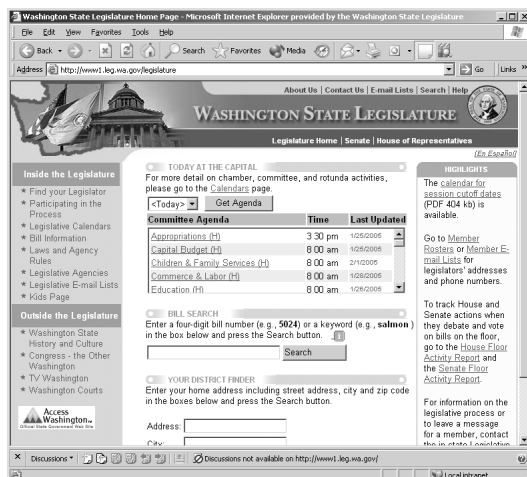 Washington State Legislature Home Page - Microsoft Internet Explorer provided by the Washington State Legislature
File Edit View Favorites Tools Help
Back Search Favorites Media
Address http://www1.leg.wa.gov/legislature Go Links »
About Us | Contact Us | E-mail Lists | Search | Help
WASHINGTON STATE LEGISLATURE
Legislature Home | Senate | House of Representatives
(En Español)
Inside the Legislature
Find your Legislator
Participating in the
Process
Legislative Calendars
Bill Information
Laws and Agency
Rules
Legislative Agencies
Legislative E-mail Lists
Kids Page
Outside the Legislature
Washington State
History and Culture
Congress - the Other
Washington
TV Washington
Washington Courts
Access
Washington
Official State Government Web Site
TODAY AT THE CAPITAL
For more detail on chamber, committee, and rotunda activities,
please go to the Calendars page.
<Today> Get Agenda
Committee Agenda Time Last Updated
Appropriations (H) 3:30 pm 1/25/2005
Capital Budget (H) 8:00 am 1/25/2005
Children & Family Services (H) 8:00 am 2/1/2005
Commerce & Labor (H) 8:00 am 1/28/2005
Education (H) 8:00 am 1/26/2005
BILL SEARCH
Enter a four-digit bill number (e.g., 5024) or a keyword (e.g., salmon )
in the box below and press the Search button.
Search
YOUR DISTRICT FINDER
Enter your home address including street address, city and zip code
in the boxes below and press the Search button.
Address:
City:
HIGHLIGHTS
The calendar for
session cutoff dates
(PDF 404 kb) is
available.
Go to Member
Rosters or Member E-
mail Lists for
legislators' addresses
and phone numbers.
To track House and
Senate actions when
they debate and vote
on bills on the floor,
go to the House Floor
Activity Report and
the Senate Floor
Activity Report.
For information on the
legislative process or
to leave a message
for a member, contact
the in-state Legislative
Discussions Discussions not available on http://www1.leg.wa.gov/
Local intranet